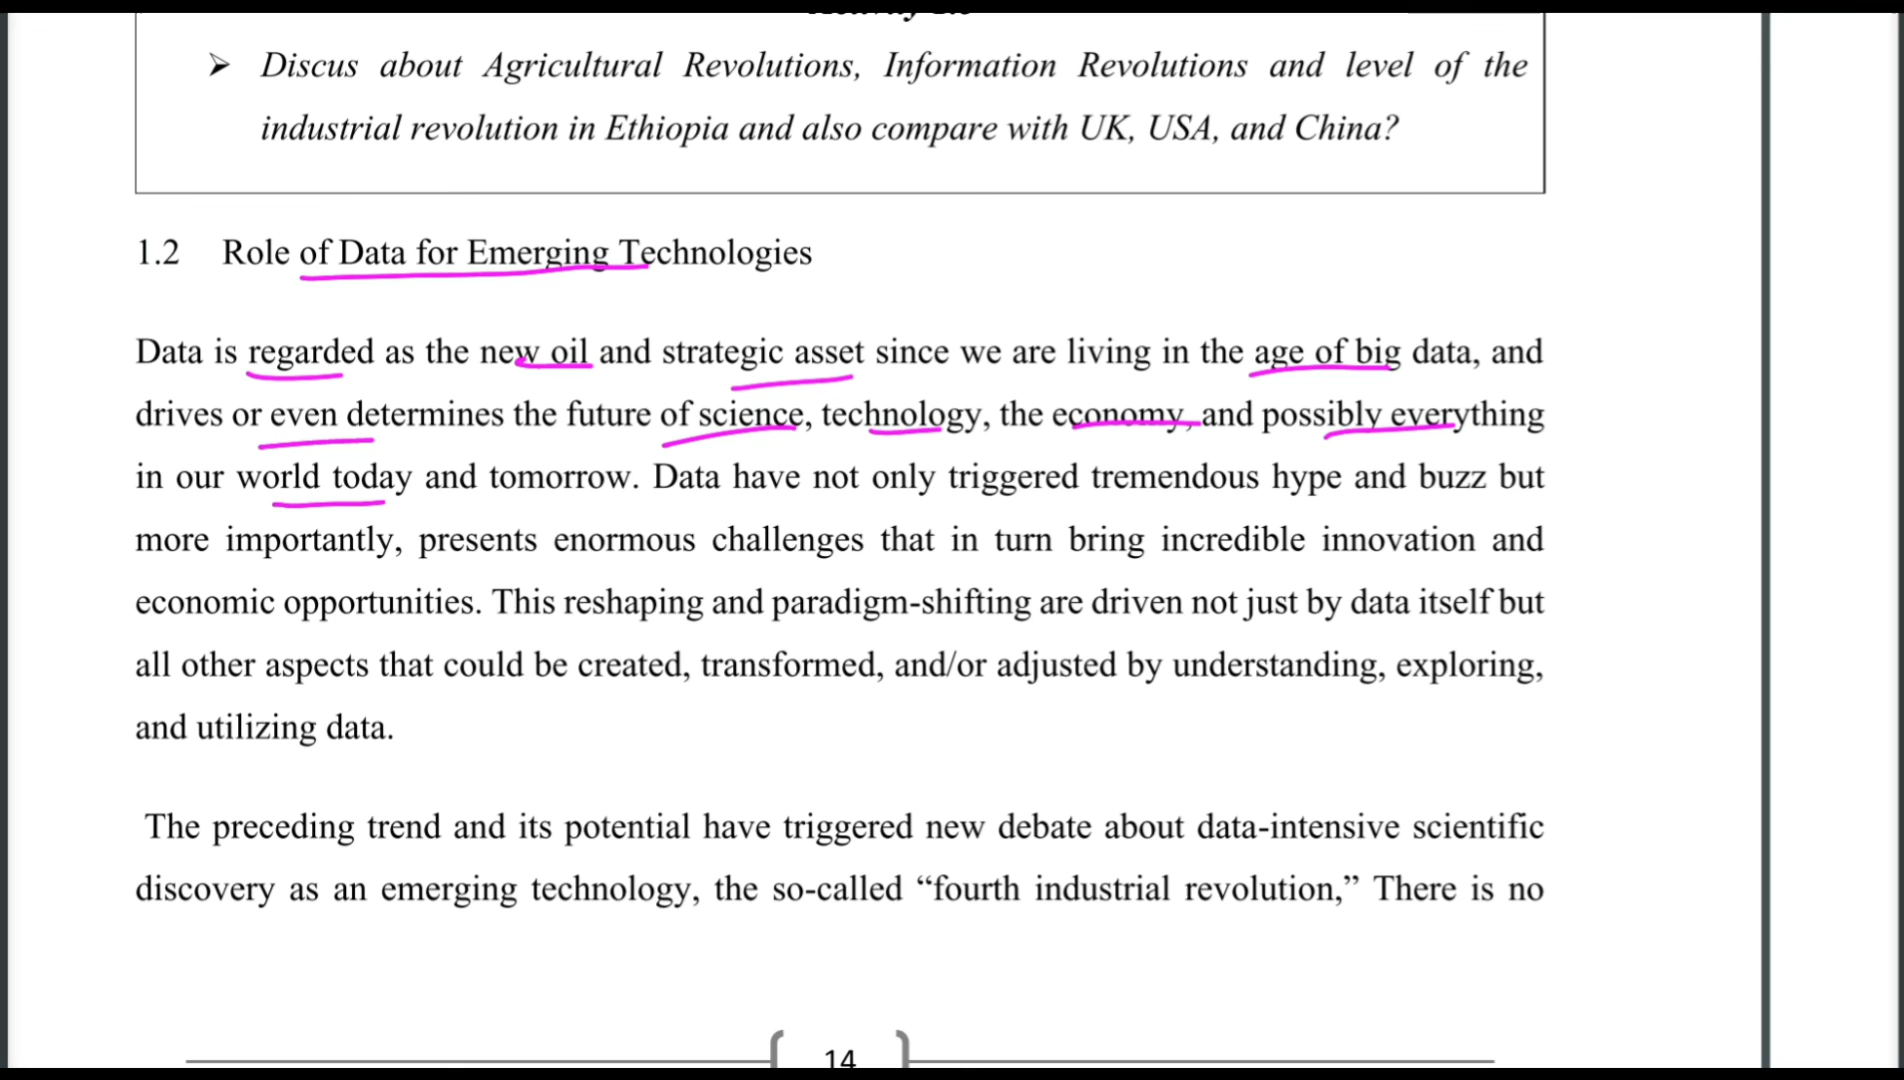 ➢ Discus about Agricultural Revolutions, Information Revolutions and level of the
industrial revolution in Ethiopia and also compare with UK, USA, and China?
1.2 Role of Data for Emerging Technologies
Data is regarded as the new oil and strategic asset since we are living in the age of big data, and
drives or even determines the future of science, technology, the economy, and possibly everything
in our world today and tomorrow. Data have not only triggered tremendous hype and buzz but
more importantly, presents enormous challenges that in turn bring incredible innovation and
economic opportunities. This reshaping and paradigm-shifting are driven not just by data itself but
all other aspects that could be created, transformed, and/or adjusted by understanding, exploring,
and utilizing data.
The preceding trend and its potential have triggered new debate about data-intensive scientific
discovery as an emerging technology, the so-called “fourth industrial revolution,” There is no
14